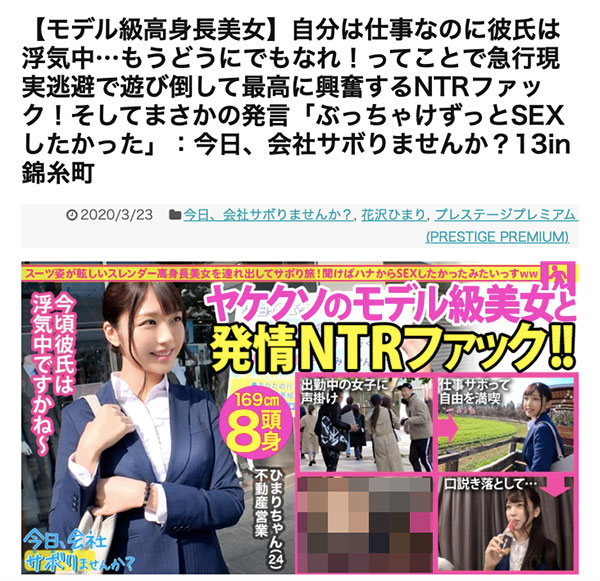 【モデル級高身長美女】自分は仕事なのに彼氏は
浮気中…もうどうにでもなれ！ってことで急行現
実逃避で遊び倒して最高に興奮するNTRファッ
ク！そしてまさかの発言「ぶっちゃけずっとSEX
したかった」：今日、会社サボりませんか？13in
錦糸町
2020/3/23 今日、会社サボりませんか?, 花沢ひまり, プレステージプレミアム
(PRESTIGE PREMIUM)
スーツ姿が眩しいスレンダー高身長美女を連れ出してサボり旅!聞けばハナからSEXしたかったみたいっすww
ヤケクソのモデル級美女と
発情NTRファック!!
今頃彼氏は
浮気中ですかね〜
169cm
8頭身
ひまりちゃん(24)
不動産営業
出勤中の女子に
声掛け
仕事サボって
自由を満喫
口説き落として…
今日、会社
サボりませんか?